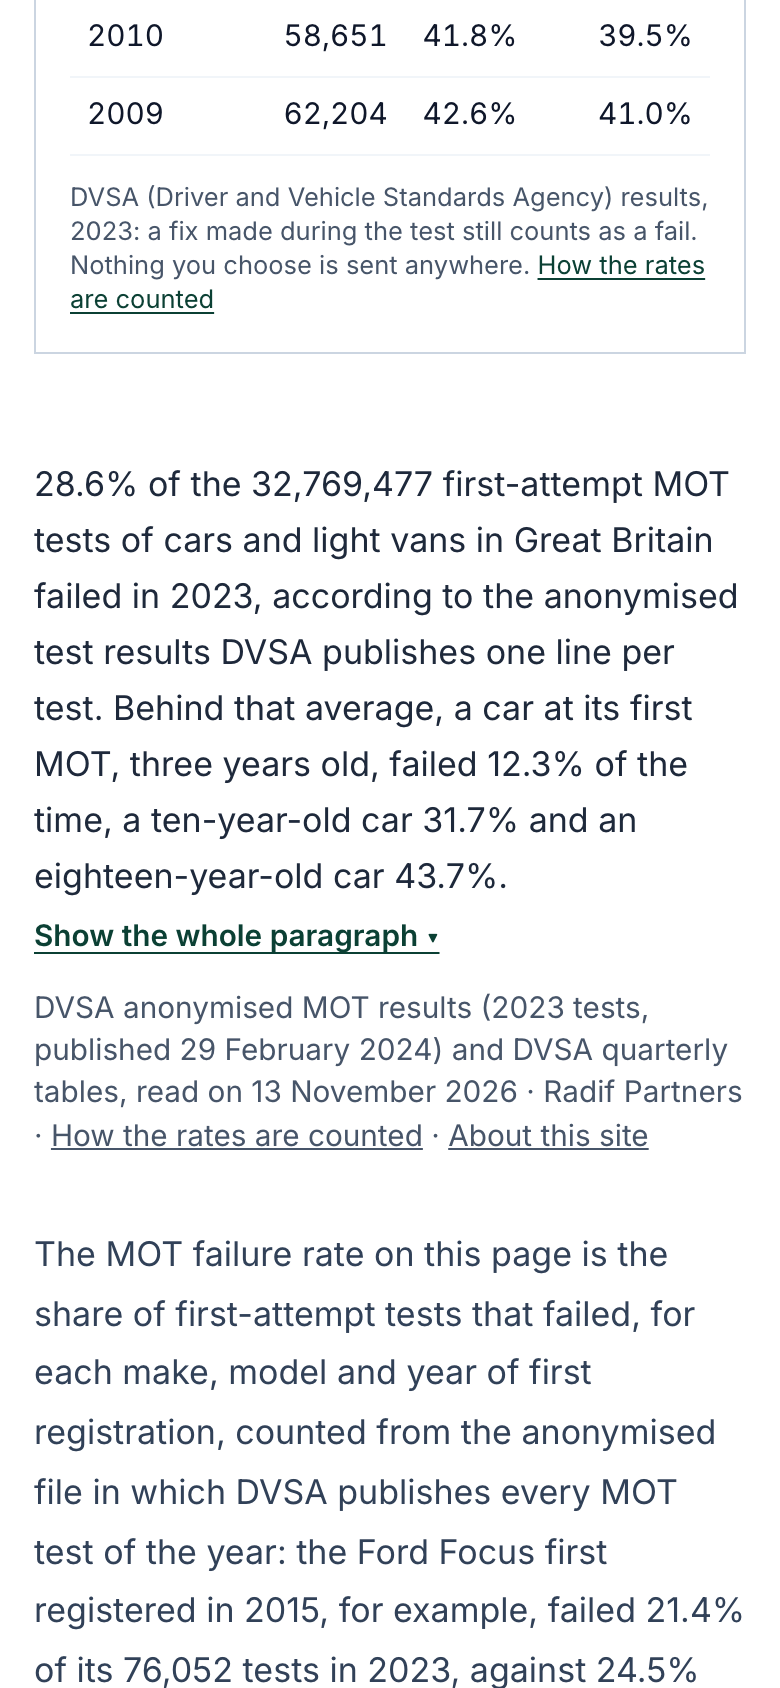 2010 58,651 41.8% 39.5%
2009 62,204 42.6% 41.0%
DVSA (Driver and Vehicle Standards Agency) results,
2023: a fix made during the test still counts as a fail.
Nothing you choose is sent anywhere. How the rates
are counted
28.6% of the 32,769,477 first-attempt MOT
tests of cars and light vans in Great Britain
failed in 2023, according to the anonymised
test results DVSA publishes one line per
test. Behind that average, a car at its first
MOT, three years old, failed 12.3% of the
time, a ten-year-old car 31.7% and an
eighteen-year-old car 43.7%.
Show the whole paragraph ▾
DVSA anonymised MOT results (2023 tests,
published 29 February 2024) and DVSA quarterly
tables, read on 13 November 2026 · Radif Partners
· How the rates are counted · About this site
The MOT failure rate on this page is the
share of first-attempt tests that failed, for
each make, model and year of first
registration, counted from the anonymised
file in which DVSA publishes every MOT
test of the year: the Ford Focus first
registered in 2015, for example, failed 21.4%
of its 76,052 tests in 2023, against 24.5%